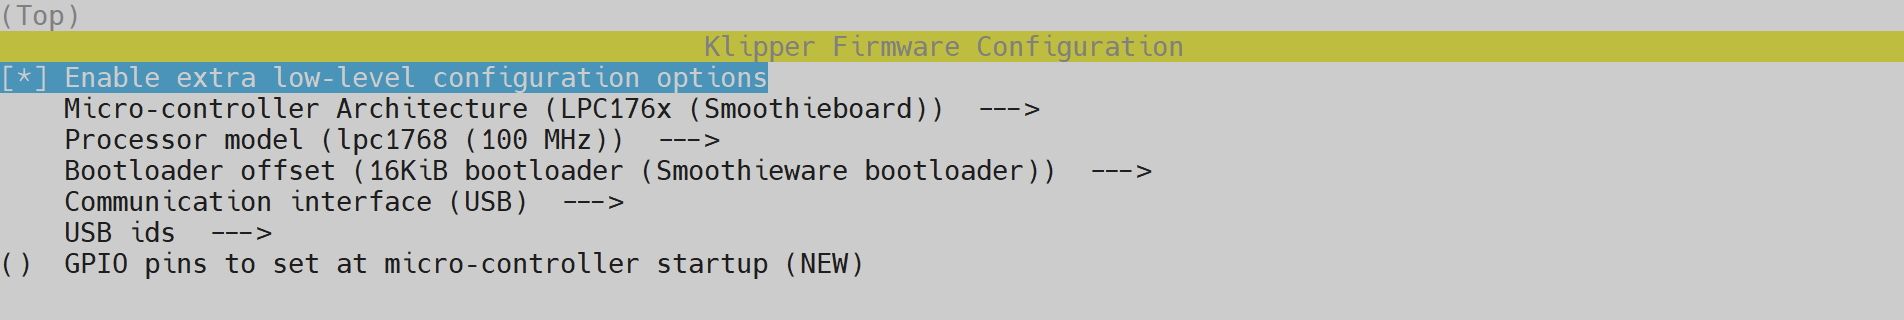 (Top)
Klipper Firmware Configuration
[*] Enable extra low-level configuration options
Micro-controller Architecture (LPC176x (Smoothieboard)) --->
Processor model (lpc1768 (100 MHz)) --->
Bootloader offset (16KiB bootloader (Smoothieware bootloader)) --->
Communication interface (USB) --->
USB ids --->
() GPIO pins to set at micro-controller startup (NEW)